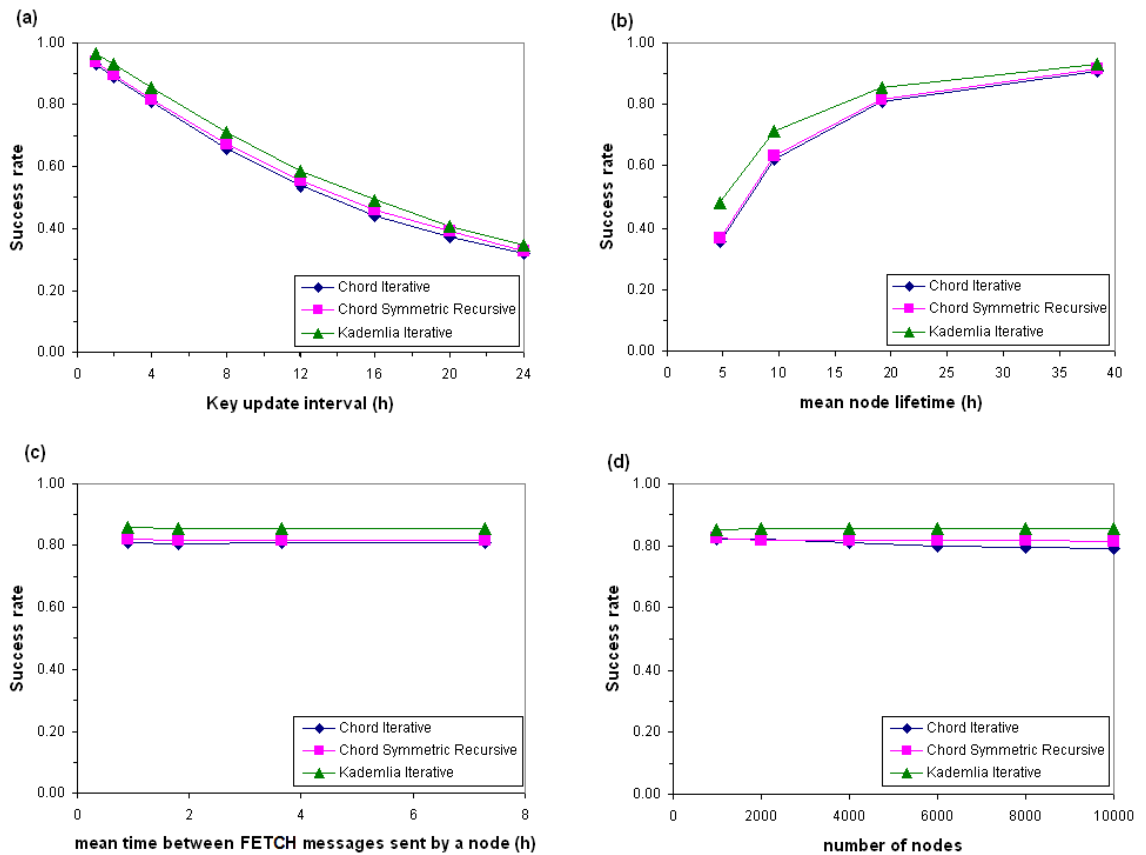 (a)
1.00
0.80
0.60
0.40
0.20
0.00
Success rate
Chord Iterative
Chord Symmetric Recursive
Kademlia Iterative
0 4 8 12 16 20 24
Key update interval (h)
(b)
1.00
0.80
0.60
0.40
0.20
0.00
Success rate
Chord Iterative
Chord Symmetric Recursive
Kademlia Iterative
0 5 10 15 20 25 30 35 40
mean node lifetime (h)
(c)
1.00
0.80
0.60
0.40
0.20
0.00
Success rate
Chord Iterative
Chord Symmetric Recursive
Kademlia Iterative
0 2 4 6 8
mean time between FETCH messages sent by a node (h)
(d)
1.00
0.80
0.60
0.40
0.20
0.00
Success rate
Chord Iterative
Chord Symmetric Recursive
Kademlia Iterative
0 2000 4000 6000 8000 10000
number of nodes